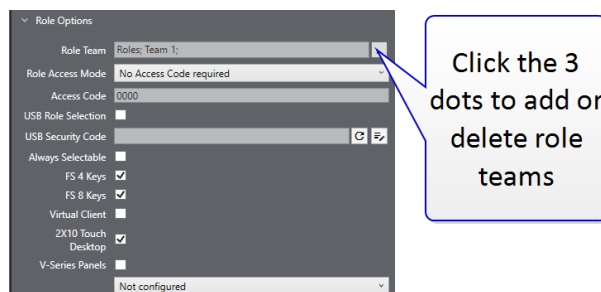 Role Options
Role Team Roles; Team 1;
Role Access Mode No Access Code required
Access Code 0000
USB Role Selection
USB Security Code
Always Selectable
FS 4 Keys
FS 8 Keys
Virtual Client
2X10 Touch
Desktop
V-Series Panels
Not configured
Click the 3
dots to add or
delete role
teams